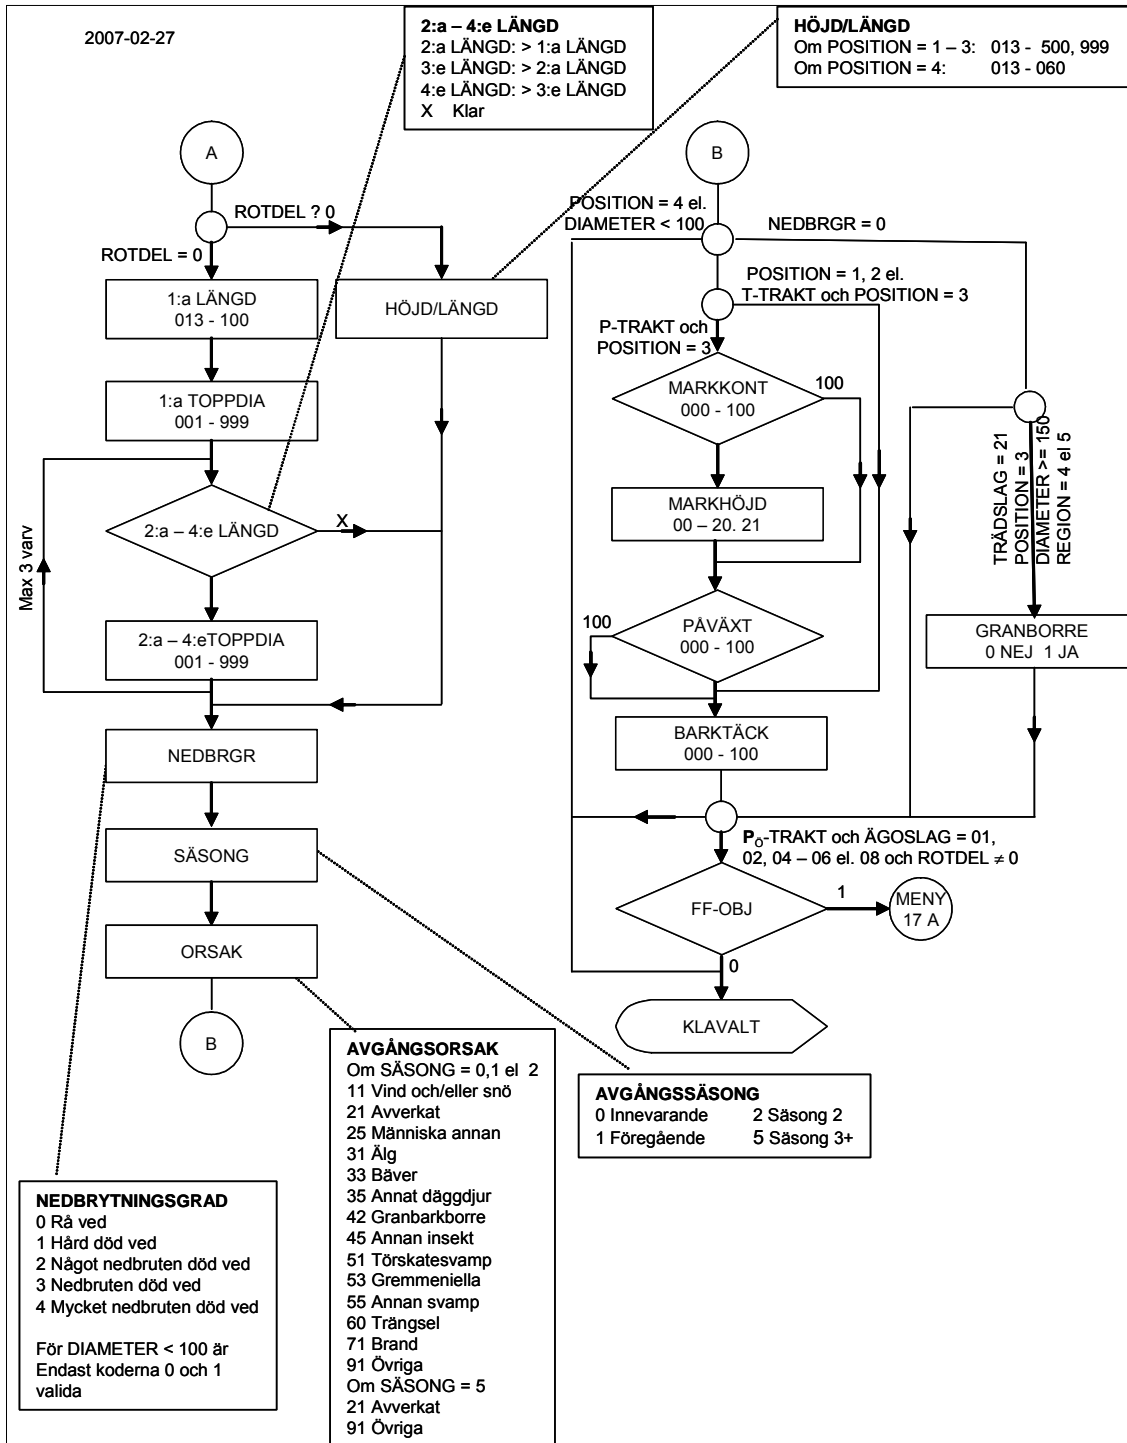 2007-02-27
2:a – 4:e LÄNGD
2:a LÄNGD: > 1:a LÄNGD
3:e LÄNGD: > 2:a LÄNGD
4:e LÄNGD: > 3:e LÄNGD
X Klar
HÖJD/LÄNGD
Om POSITION = 1 – 3: 013 - 500, 999
Om POSITION = 4: 013 - 060
A
ROTDEL ? 0
ROTDEL = 0
1:a LÄNGD
013 - 100
HÖJD/LÄNGD
1:a TOPPDIA
001 - 999
2:a – 4:e LÄNGD
X
Max 3 varv
2:a – 4:eTOPPDIA
001 - 999
NEDBRGR
SÄSONG
ORSAK
B
B
POSITION = 4 el.
DIAMETER < 100
NEDBRGR = 0
POSITION = 1, 2 el.
T-TRAKT och POSITION = 3
P-TRAKT och
POSITION = 3
MARKKONT
000 - 100
100
MARKHÖJD
00 – 20. 21
TRÄDSLAG = 21
POSITION = 3
DIAMETER >= 150
REGION = 4 el 5
100
PÅVÄXT
000 - 100
GRANBORRE
0 NEJ 1 JA
BARKTÄCK
000 - 100
PÖ-TRAKT och ÄGOSLAG = 01,
02, 04 – 06 el. 08 och ROTDEL ≠ 0
FF-OBJ
1
MENY
17 A
0
KLAVALT
AVGÅNGSORSAK
Om SÄSONG = 0,1 el 2
11 Vind och/eller snö
21 Avverkat
25 Människa annan
31 Älg
33 Bäver
35 Annat däggdjur
42 Granbarkborre
45 Annan insekt
51 Törskatesvamp
53 Gremmeniella
55 Annan svamp
60 Trängsel
71 Brand
91 Övriga
Om SÄSONG = 5
21 Avverkat
91 Övriga
AVGÅNGSSÄSONG
0 Innevarande 2 Säsong 2
1 Föregående 5 Säsong 3+
NEDBRYTNINGSGRAD
0 Rå ved
1 Hård död ved
2 Något nedbruten död ved
3 Nedbruten död ved
4 Mycket nedbruten död ved
För DIAMETER < 100 är
Endast koderna 0 och 1
valida